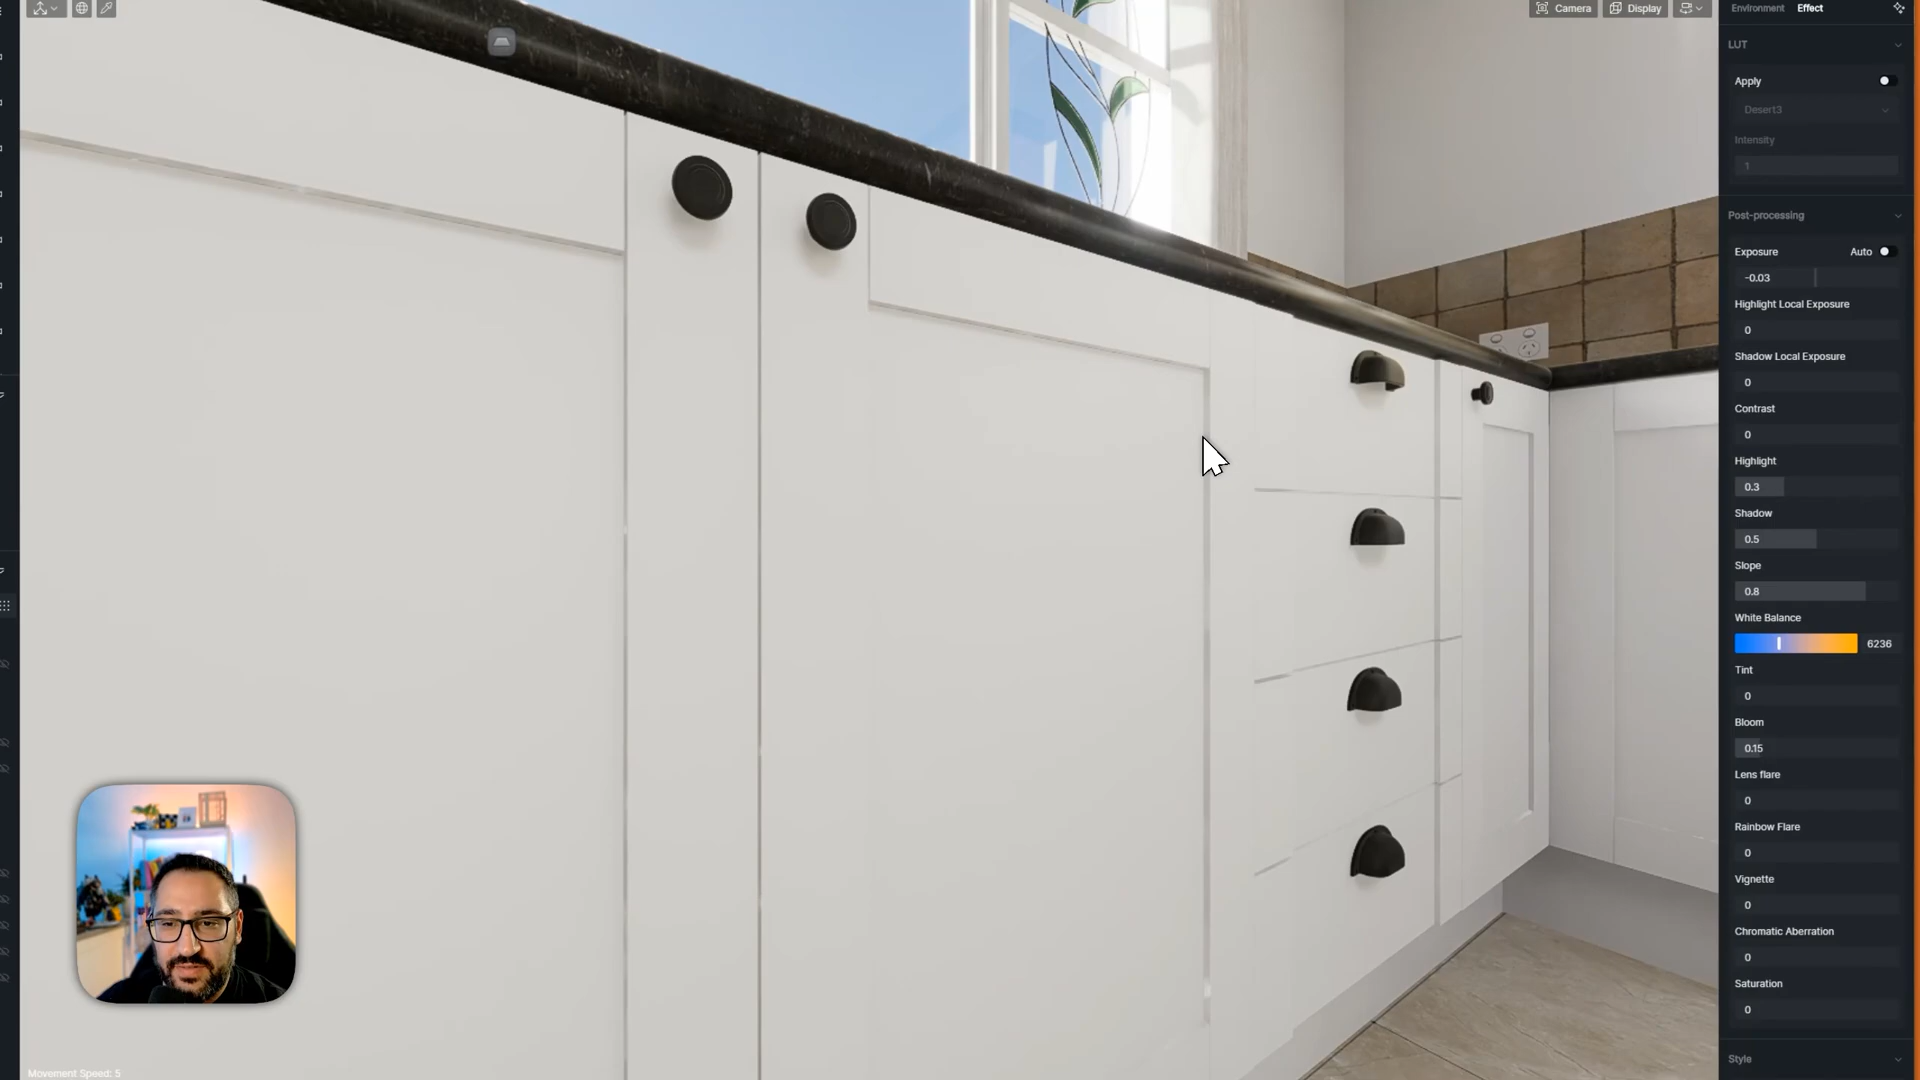 Camera
Display
Environment
Effect
LUT
Apply
Desert3
Intensity
1
Post-processing
Exposure
Auto
-0.03
Highlight Local Exposure
0
Shadow Local Exposure
0
Contrast
0
Highlight
0.3
Shadow
0.5
Slope
0.8
White Balance
6236
Tint
0
Bloom
0.15
Lens flare
0
Rainbow Flare
0
Vignette
0
Chromatic Aberration
0
Saturation
0
Style
Movement Speed: 5